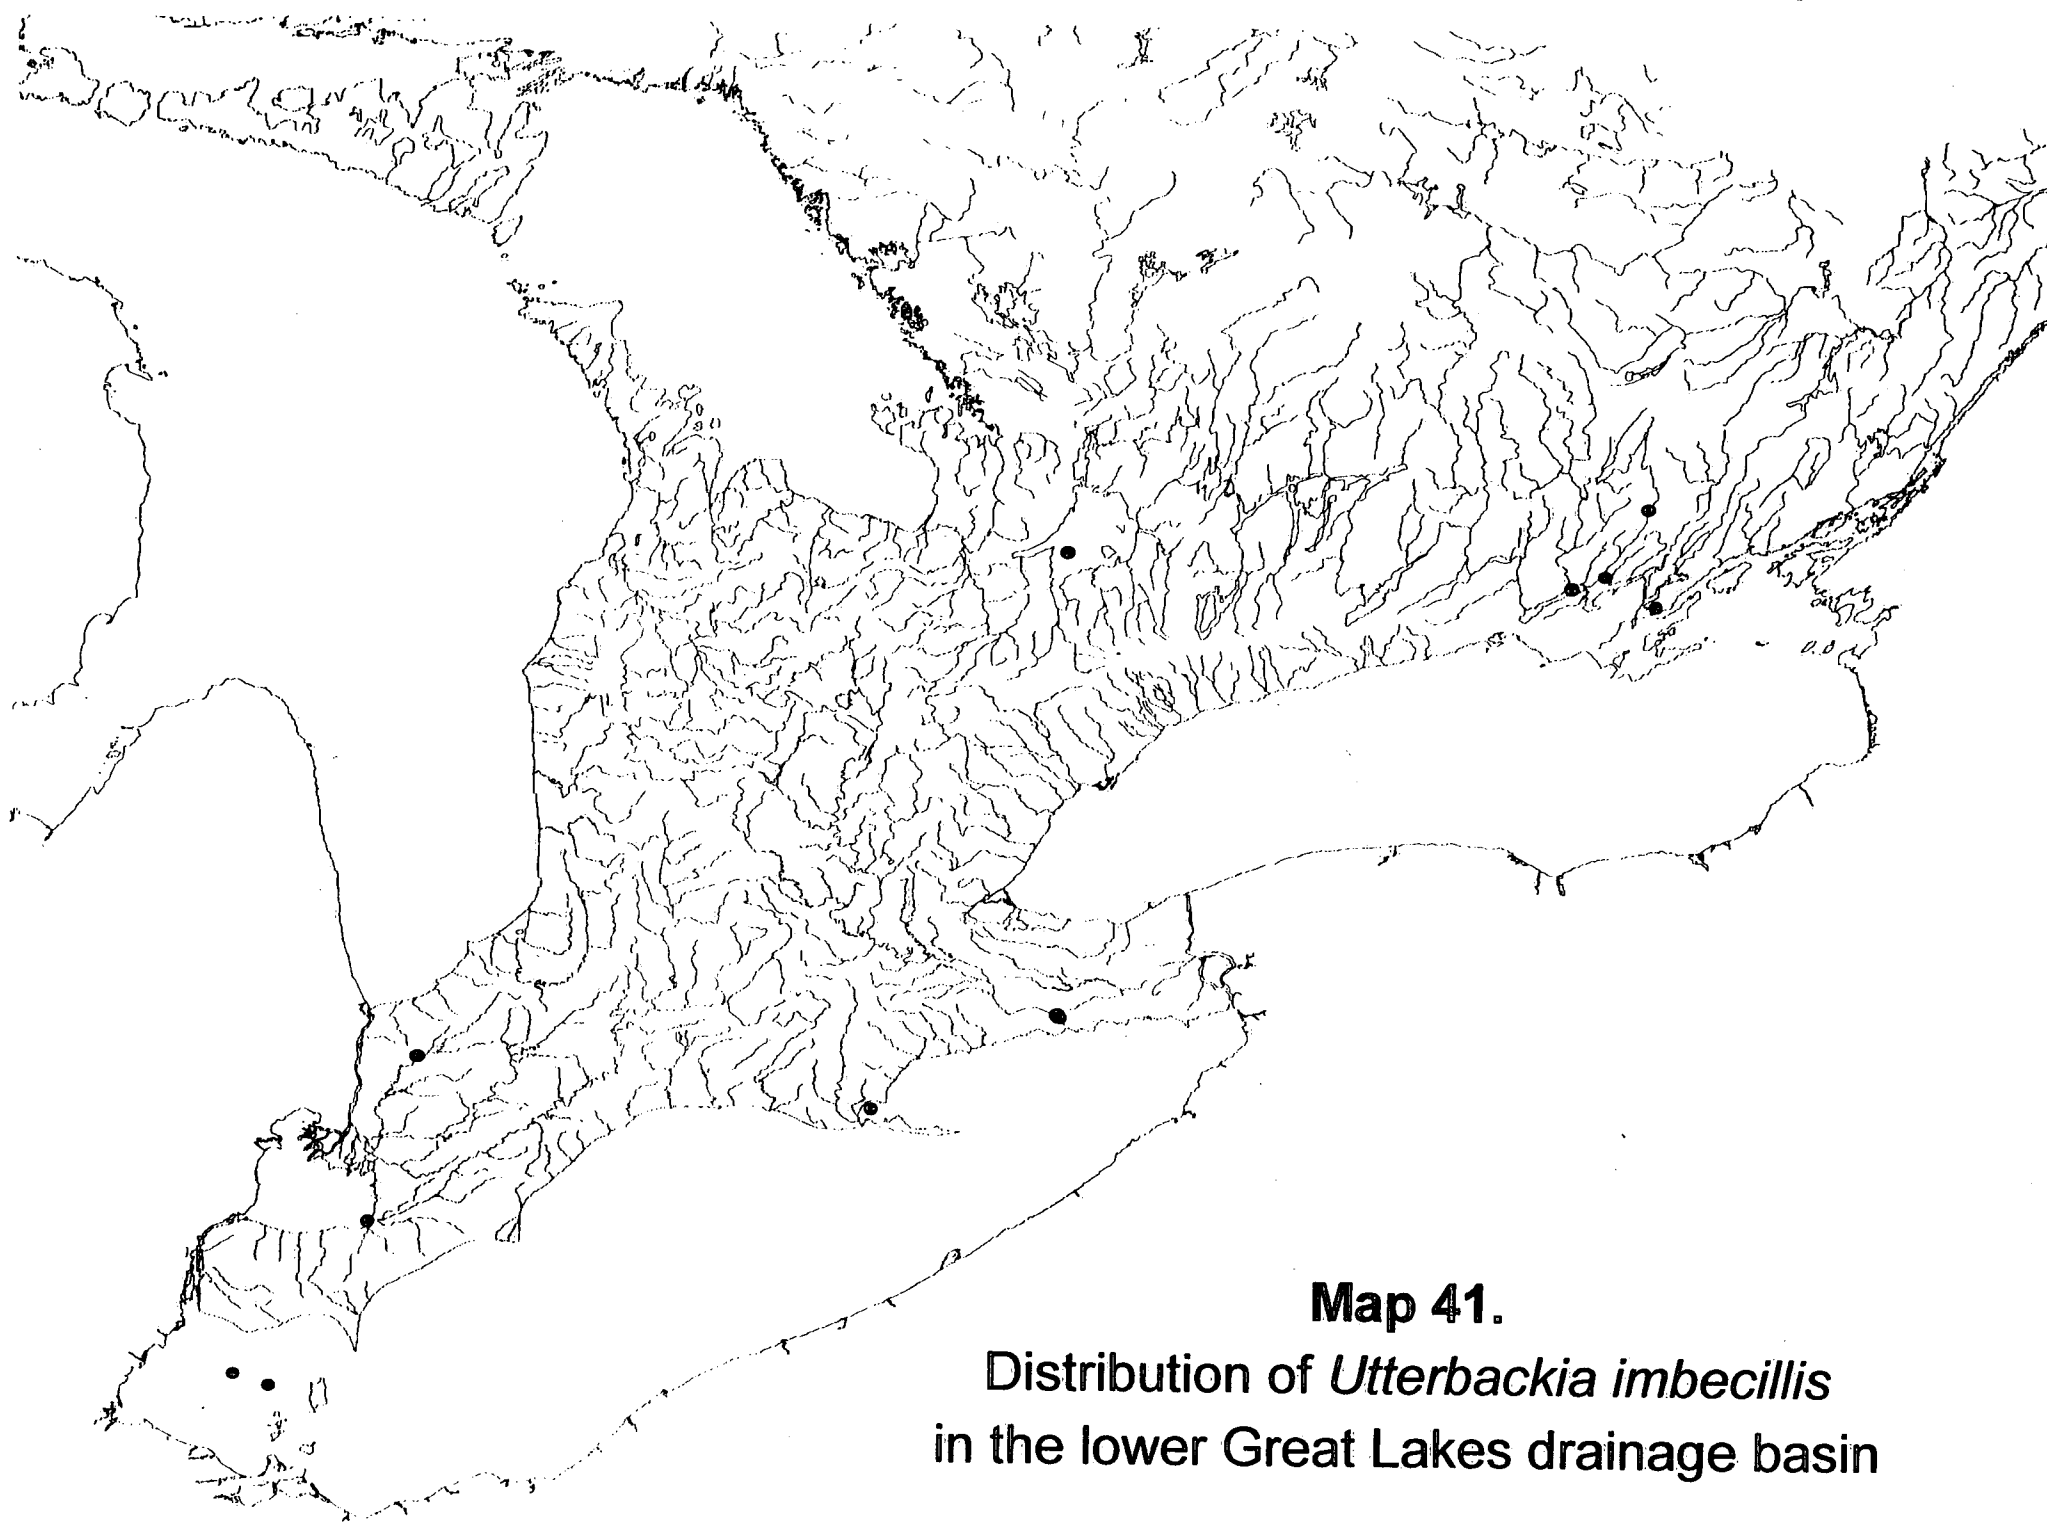 Map 41.
Distribution of Utterbackia imbecillis
in the lower Great Lakes drainage basin